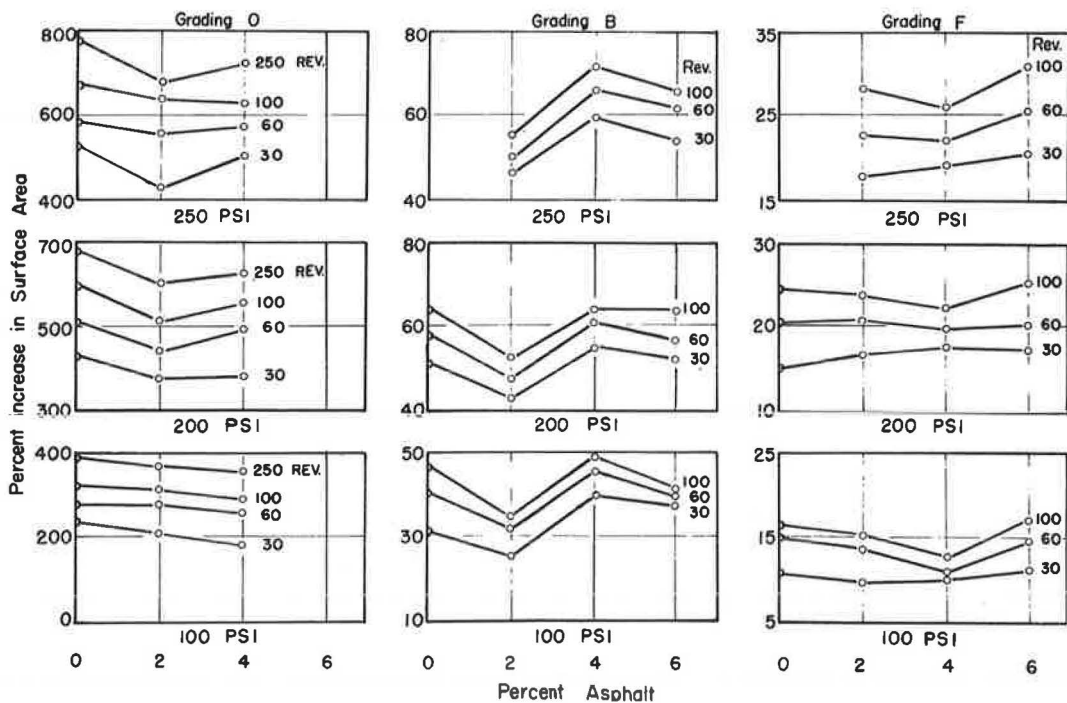 Grading O
Grading B
Grading F
Percent increase in Surface Area
800
600
400
250 REV.
100
60
30
250 PSI
80
60
40
Rev.
100
60
30
250 PSI
35
25
15
Rev.
100
60
30
250 PSI
700
500
300
250 REV.
100
60
30
200 PSI
80
60
40
100
60
30
200 PSI
30
20
10
100
60
30
200 PSI
400
200
0
250 REV.
100
60
30
100 PSI
50
30
10
100
60
30
100 PSI
25
15
5
100
60
30
100 PSI
0 2 4 6
0 2 4 6
0 2 4 6
Percent Asphalt